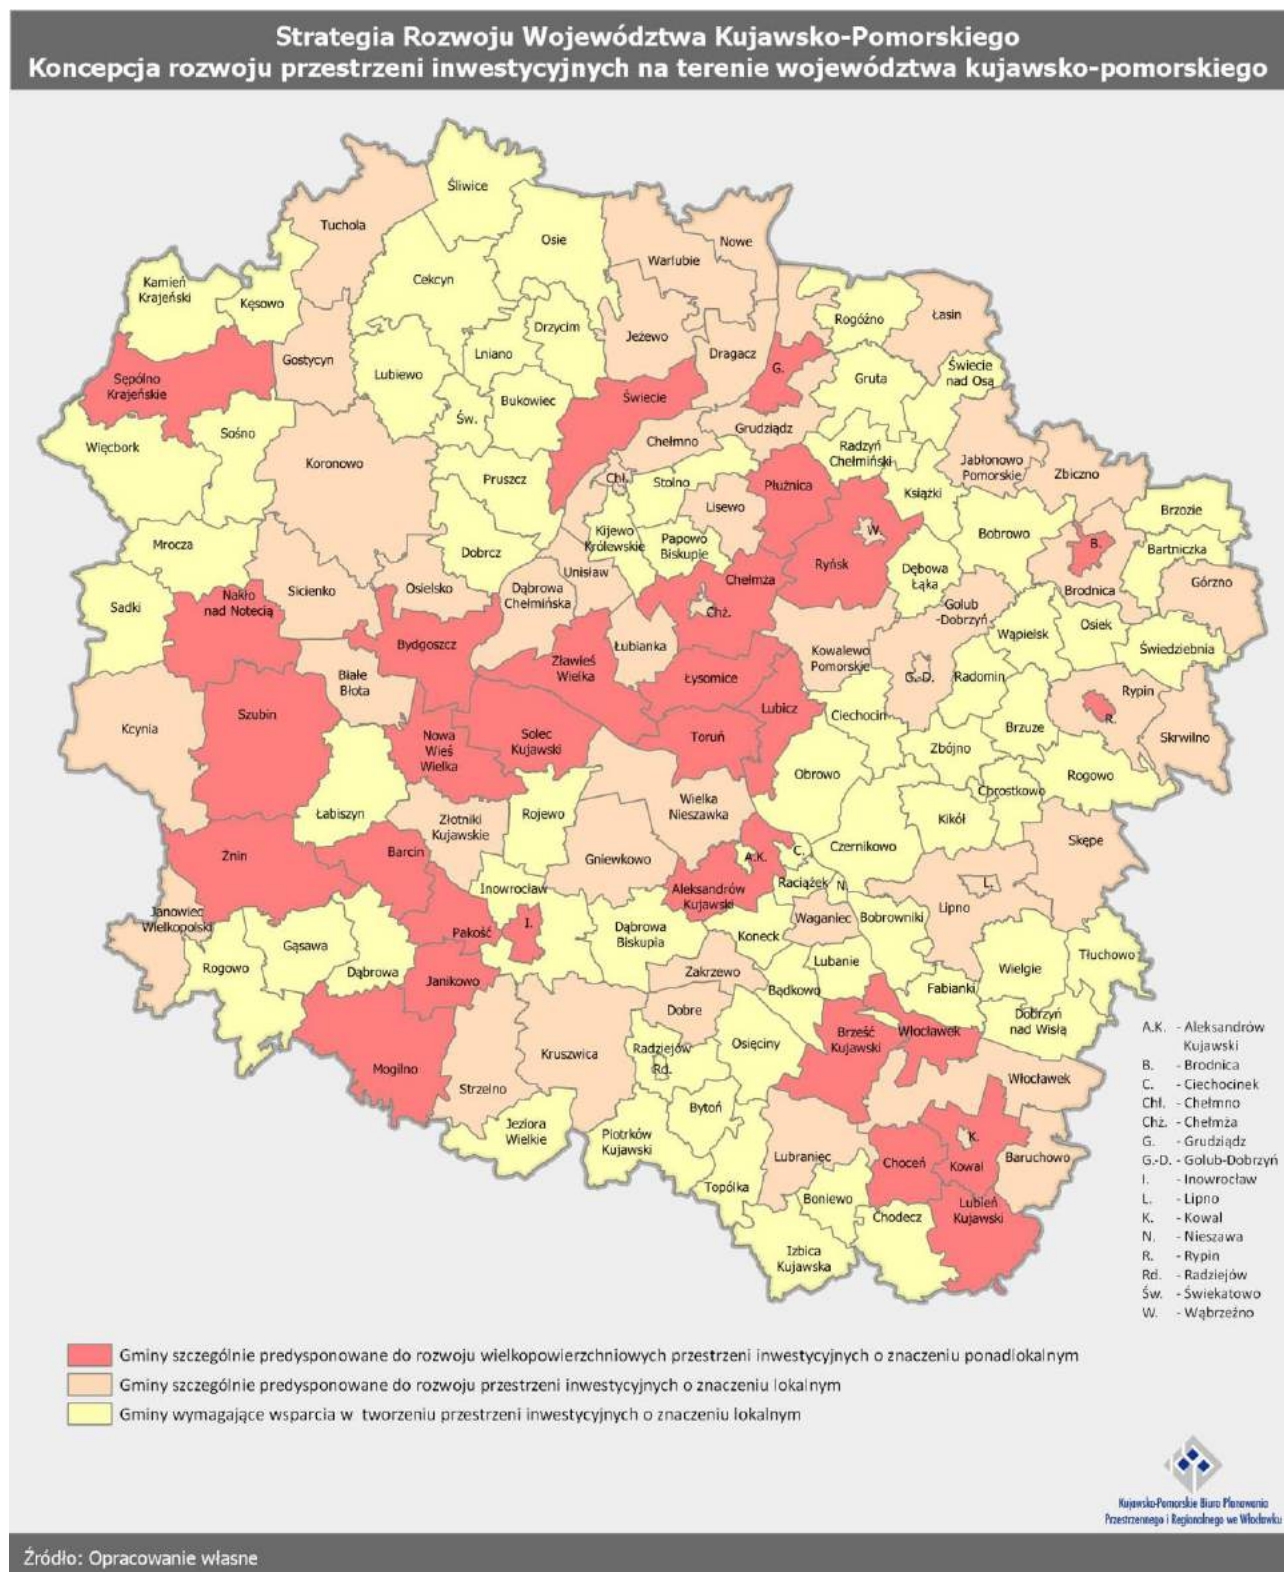 Strategia Rozwoju Województwa Kujawsko-Pomorskiego
Koncepcja rozwoju przestrzeni inwestycyjnych na terenie województwa kujawsko-pomorskiego
Śliwice
Tuchola
Osie
Nowe
Warlubie
Cekcyn
Kamień
Krajeński
Kęsowo
Rogóźno
Łasin
Drzycim
Jeżewo
Lniano
Dragacz
Gostycyn
Lubiewo
G.
Świecie
nad Osą
Gruta
Sępólno
Krajeńskie
Bukowiec
Świecie
Św.
Grudziądz
Więcbork
Sośno
Chełmno
Radzyń
Chełmiński
Jabłonowo
Pomorskie
Zbiczno
Koronowo
Pruszcz
Chł.
Stolno
Płużnica
Książki
Lisewo
Brzozie
Mrocza
Dobrcz
Kijewo
Królewskie
Papowo
Biskupie
W.
Bobrowo
B.
Bartniczka
Unisław
Chełmża
Ryńsk
Dębowa
Łąka
Sadki
Nakło
nad Notecią
Sicienko
Osielsko
Dąbrowa
Chełmińska
Chż.
Golub
-Dobrzyń
Brodnica
Górzno
Bydgoszcz
Łubianka
Wąpielsk
Osiek
Świedziebnia
Zławieś
Wielka
Kowalewo
Pomorskie
Białe
Błota
Łysomice
G.-D.
Radomin
Rypin
R.
Kcynia
Szubin
Nowa
Wieś
Wielka
Solec
Kujawski
Toruń
Lubicz
Ciechocin
Brzuze
Skrwilno
Zbójno
Obrowo
Rogowo
Chrostkowo
Łabiszyn
Złotniki
Kujawskie
Rojewo
Wielka
Nieszawka
Kikół
Skępe
Żnin
Barcin
Gniewkowo
A.K.
C.
Czernikowo
Inowrocław
Aleksandrów
Kujawski
Raciążek
N.
L.
Lipno
Janowiec
Wielkopolski
Pakość
I.
Dąbrowa
Biskupia
Waganiec
Bobrowniki
Koneck
Gąsawa
Rogowo
Dąbrowa
Janikowo
Zakrzewo
Lubanie
Wielgie
Tłuchowo
Bądkowo
Fabianki
Dobre
Dobrzyń
nad Wisłą
Mogilno
Kruszwica
Radziejów
Rd.
Osięciny
Brześć
Kujawski
Włocławek
Strzelno
Włocławek
Bytoń
Jeziora
Wielkie
Piotrków
Kujawski
K.
Lubraniec
Choceń
Kowal
Baruchowo
Topólka
Boniewo
Chodecz
Lubień
Kujawski
Izbica
Kujawska
A.K. - Aleksandrów
Kujawski
B. - Brodnica
C. - Ciechocinek
Chł. - Chełmno
Chż. - Chełmża
G. - Grudziądz
G.-D. - Golub-Dobrzyń
I. - Inowrocław
L. - Lipno
K. - Kowal
N. - Nieszawa
R. - Rypin
Rd. - Radziejów
Św. - Świekatowo
W. - Wąbrzeźno
Gminy szczególnie predysponowane do rozwoju wielkopowierzchniowych przestrzeni inwestycyjnych o znaczeniu ponadlokalnym
Gminy szczególnie predysponowane do rozwoju przestrzeni inwestycyjnych o znaczeniu lokalnym
Gminy wymagające wsparcia w tworzeniu przestrzeni inwestycyjnych o znaczeniu lokalnym
Kujawsko-Pomorskie Biuro Planowania
Przestrzennego i Regionalnego we Włocławku
Źródło: Opracowanie własne